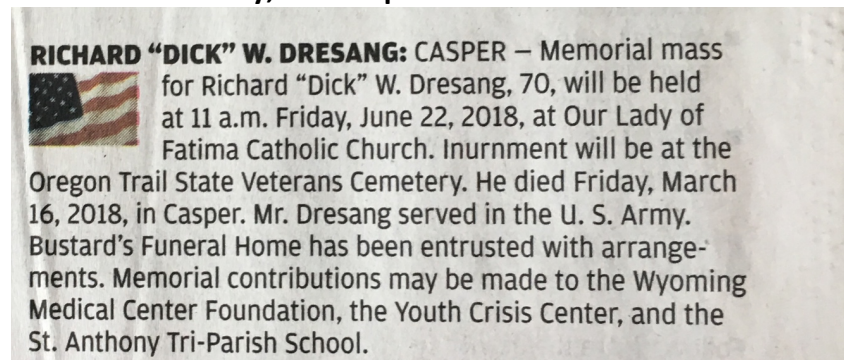 RICHARD “DICK” W. DRESANG: CASPER – Memorial mass
for Richard “Dick” W. Dresang, 70, will be held
at 11 a.m. Friday, June 22, 2018, at Our Lady of
Fatima Catholic Church. Inurnment will be at the
Oregon Trail State Veterans Cemetery. He died Friday, March
16, 2018, in Casper. Mr. Dresang served in the U. S. Army.
Bustard’s Funeral Home has been entrusted with arrange-
ments. Memorial contributions may be made to the Wyoming
Medical Center Foundation, the Youth Crisis Center, and the
St. Anthony Tri-Parish School.